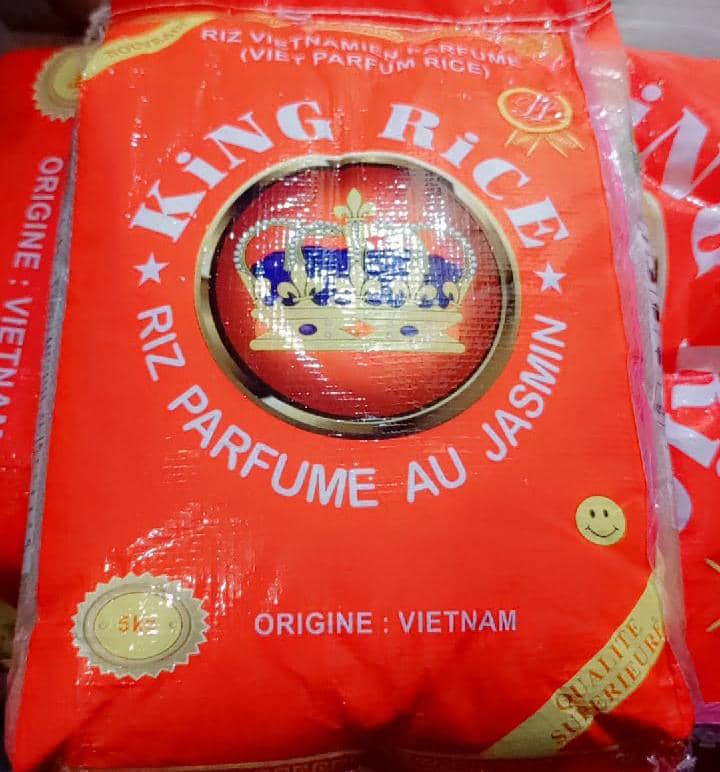 NOUVEAU
RIZ VIETNAMIEN PARFUME
(VIET PARFUM RICE)
KiNG RiCE
RIZ PARFUME AU JASMIN
5kg
ORIGINE : VIETNAM
QUALITE
SUPERIEURE
ORIGINE : VIETNAM